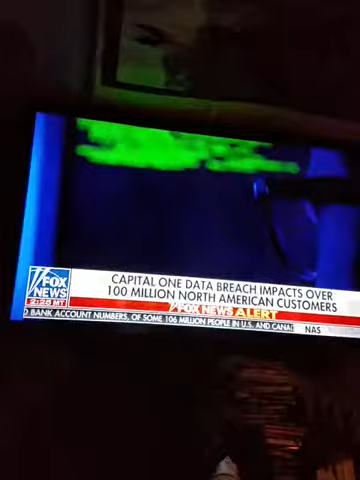 CAPITAL ONE DATA BREACH IMPACTS OVER
100 MILLION NORTH AMERICAN CUSTOMERS
FOX
NEWS
2:28 MT
FOX NEWS ALERT
D BANK ACCOUNT NUMBERS, OF SOME 106 MILLION PEOPLE IN U.S. AND CANA
NAS